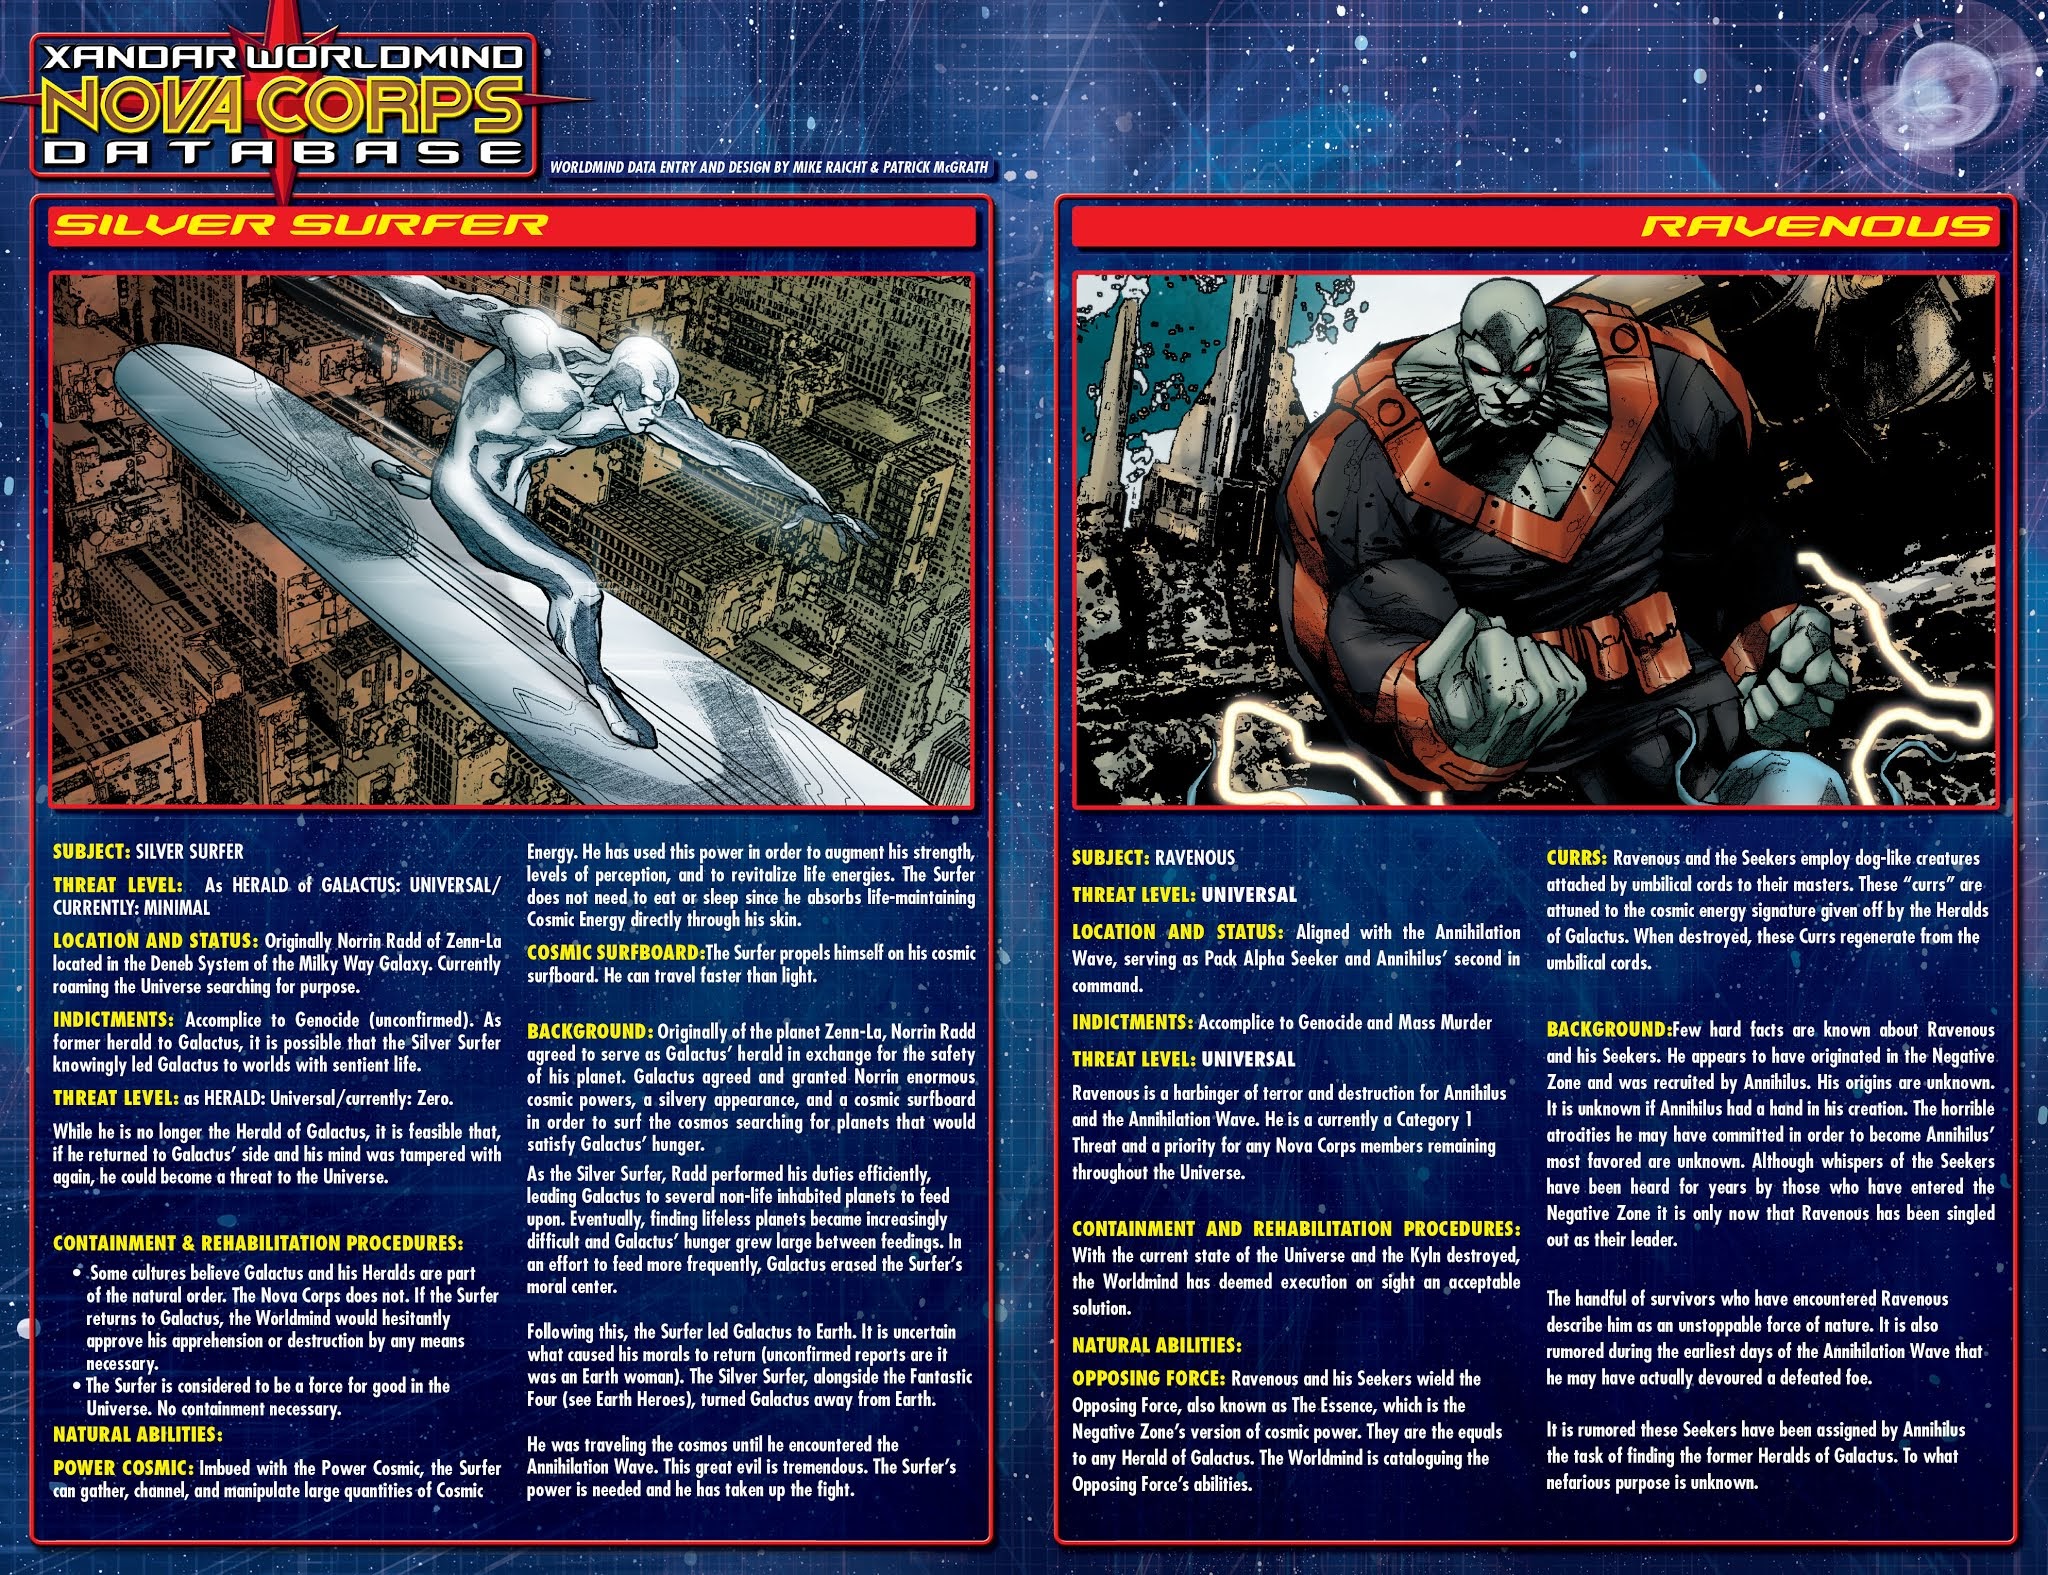 XANDAR WORLDMIND
NOVA CORPS
DATABASE
WORLDMIND DATA ENTRY AND DESIGN BY MIKE RAICHT & PATRICK McGRATH
SILVER SURFER
SUBJECT: SILVER SURFER
THREAT LEVEL: As HERALD of GALACTUS: UNIVERSAL/
CURRENTLY: MINIMAL
LOCATION AND STATUS: Originally Norrin Radd of Zenn-La
located in the Deneb System of the Milky Way Galaxy. Currently
roaming the Universe searching for purpose.
INDICTMENTS: Accomplice to Genocide (unconfirmed). As
former herald to Galactus, it is possible that the Silver Surfer
knowingly led Galactus to worlds with sentient life.
THREAT LEVEL: as HERALD: Universal/currently: Zero.
While he is no longer the Herald of Galactus, it is feasible that,
if he returned to Galactus' side and his mind was tampered with
again, he could become a threat to the Universe.
CONTAINMENT & REHABILITATION PROCEDURES:
• Some cultures believe Galactus and his Heralds are part
of the natural order. The Nova Corps does not. If the Surfer
returns to Galactus, the Worldmind would hesitantly
approve his apprehension or destruction by any means
necessary.
• The Surfer is considered to be a force for good in the
Universe. No containment necessary.
NATURAL ABILITIES:
POWER COSMIC: Imbued with the Power Cosmic, the Surfer
can gather, channel, and manipulate large quantities of Cosmic
Energy. He has used this power in order to augment his strength,
levels of perception, and to revitalize life energies. The Surfer
does not need to eat or sleep since he absorbs life-maintaining
Cosmic Energy directly through his skin.
COSMIC SURFBOARD:The Surfer propels himself on his cosmic
surfboard. He can travel faster than light.
BACKGROUND: Originally of the planet Zenn-La, Norrin Radd
agreed to serve as Galactus' herald in exchange for the safety
of his planet. Galactus agreed and granted Norrin enormous
cosmic powers, a silvery appearance, and a cosmic surfboard
in order to surf the cosmos searching for planets that would
satisfy Galactus' hunger.
As the Silver Surfer, Radd performed his duties efficiently,
leading Galactus to several non-life inhabited planets to feed
upon. Eventually, finding lifeless planets became increasingly
difficult and Galactus' hunger grew large between feedings. In
an effort to feed more frequently, Galactus erased the Surfer's
moral center.
Following this, the Surfer led Galactus to Earth. It is uncertain
what caused his morals to return (unconfirmed reports are it
was an Earth woman). The Silver Surfer, alongside the Fantastic
Four (see Earth Heroes), turned Galactus away from Earth.
He was traveling the cosmos until he encountered the
Annihilation Wave. This great evil is tremendous. The Surfer's
power is needed and he has taken up the fight.
RAVENOUS
SUBJECT: RAVENOUS
THREAT LEVEL: UNIVERSAL
LOCATION AND STATUS: Aligned with the Annihilation
Wave, serving as Pack Alpha Seeker and Annihilus' second in
command.
INDICTMENTS: Accomplice to Genocide and Mass Murder
THREAT LEVEL: UNIVERSAL
Ravenous is a harbinger of terror and destruction for Annihilus
and the Annihilation Wave. He is a currently a Category 1
Threat and a priority for any Nova Corps members remaining
throughout the Universe.
CONTAINMENT AND REHABILITATION PROCEDURES:
With the current state of the Universe and the Kyln destroyed,
the Worldmind has deemed execution on sight an acceptable
solution.
NATURAL ABILITIES:
OPPOSING FORCE: Ravenous and his Seekers wield the
Opposing Force, also known as The Essence, which is the
Negative Zone's version of cosmic power. They are the equals
to any Herald of Galactus. The Worldmind is cataloguing the
Opposing Force's abilities.
CURRS: Ravenous and the Seekers employ dog-like creatures
attached by umbilical cords to their masters. These “currs” are
attuned to the cosmic energy signature given off by the Heralds
of Galactus. When destroyed, these Currs regenerate from the
umbilical cords.
BACKGROUND:Few hard facts are known about Ravenous
and his Seekers. He appears to have originated in the Negative
Zone and was recruited by Annihilus. His origins are unknown.
It is unknown if Annihilus had a hand in his creation. The horrible
atrocities he may have committed in order to become Annihilus'
most favored are unknown. Although whispers of the Seekers
have been heard for years by those who have entered the
Negative Zone it is only now that Ravenous has been singled
out as their leader.
The handful of survivors who have encountered Ravenous
describe him as an unstoppable force of nature. It is also
rumored during the earliest days of the Annihilation Wave that
he may have actually devoured a defeated foe.
It is rumored these Seekers have been assigned by Annihilus
the task of finding the former Heralds of Galactus. To what
nefarious purpose is unknown.